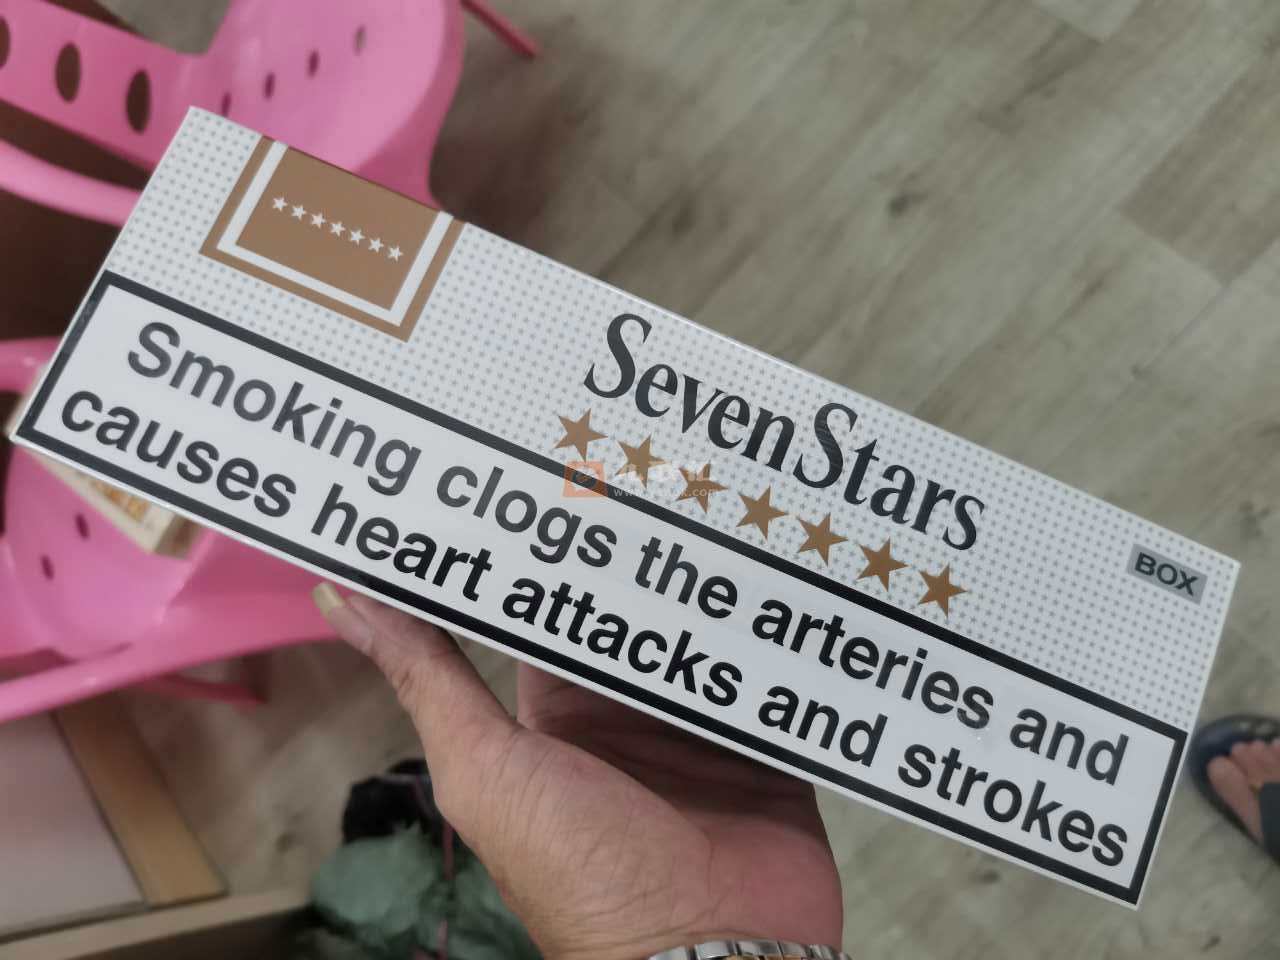 SevenStars
BOX
Smoking clogs the arteries and
causes heart attacks and strokes